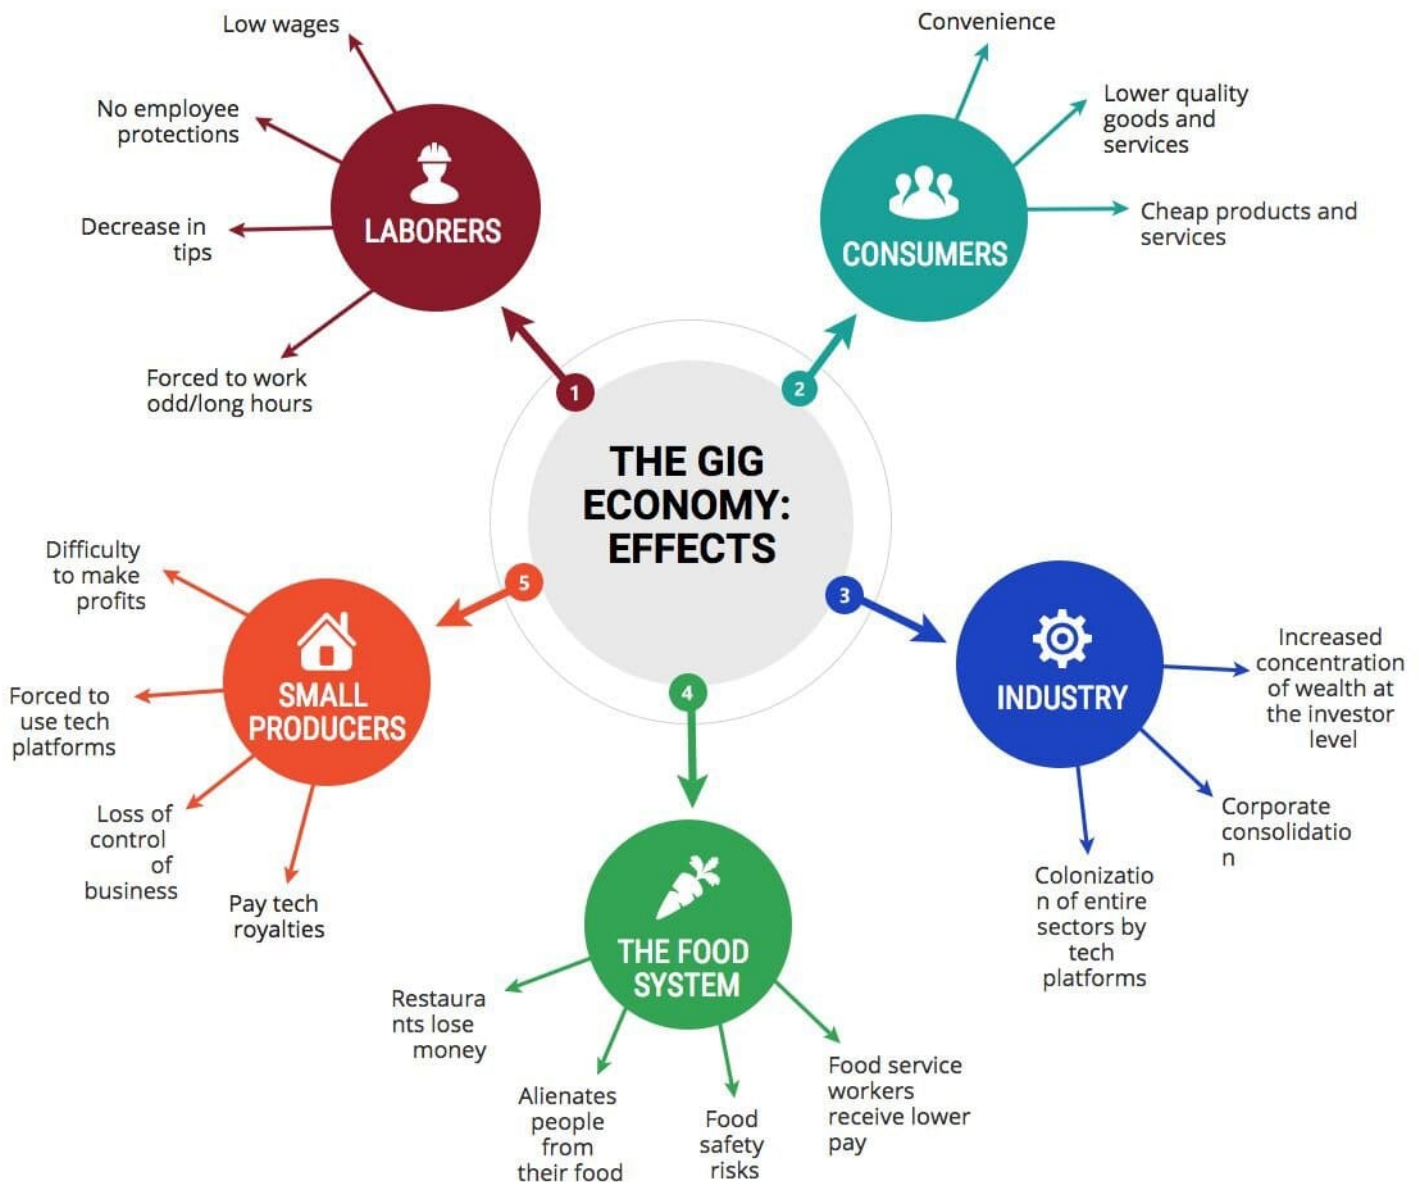 THE GIG
ECONOMY:
EFFECTS
1
LABORERS
Low wages
No employee
protections
Decrease in
tips
Forced to work
odd/long hours
2
CONSUMERS
Convenience
Lower quality
goods and
services
Cheap products and
services
3
INDUSTRY
Increased
concentration
of wealth at
the investor
level
Corporate
consolidatio
n
Colonizatio
n of entire
sectors by
tech
platforms
4
THE FOOD
SYSTEM
Food service
workers
receive lower
pay
Food
safety
risks
Alienates
people
from
their food
Restaura
nts lose
money
5
SMALL
PRODUCERS
Difficulty
to make
profits
Forced to
use tech
platforms
Loss of
control
of
business
Pay tech
royalties